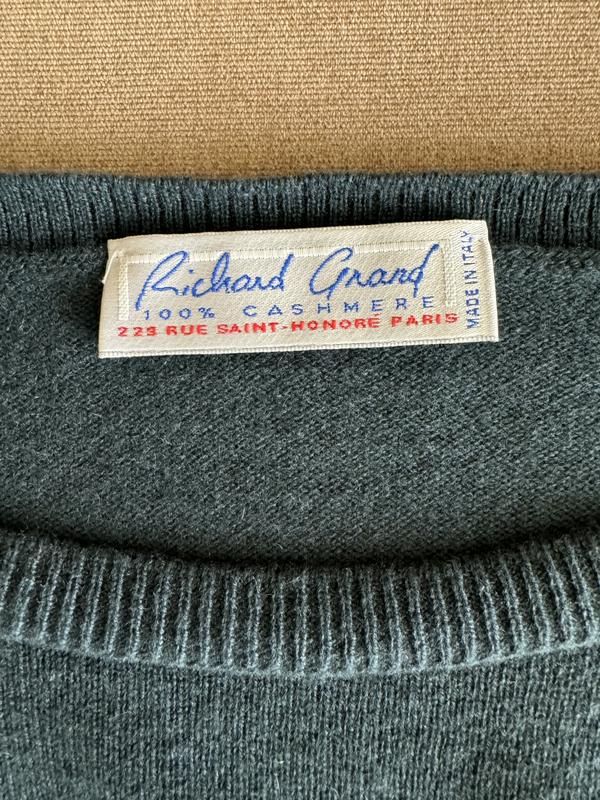 Richard Grand
100% CASHMERE
223 RUE SAINT-HONORÉ PARIS
MADE IN ITALY